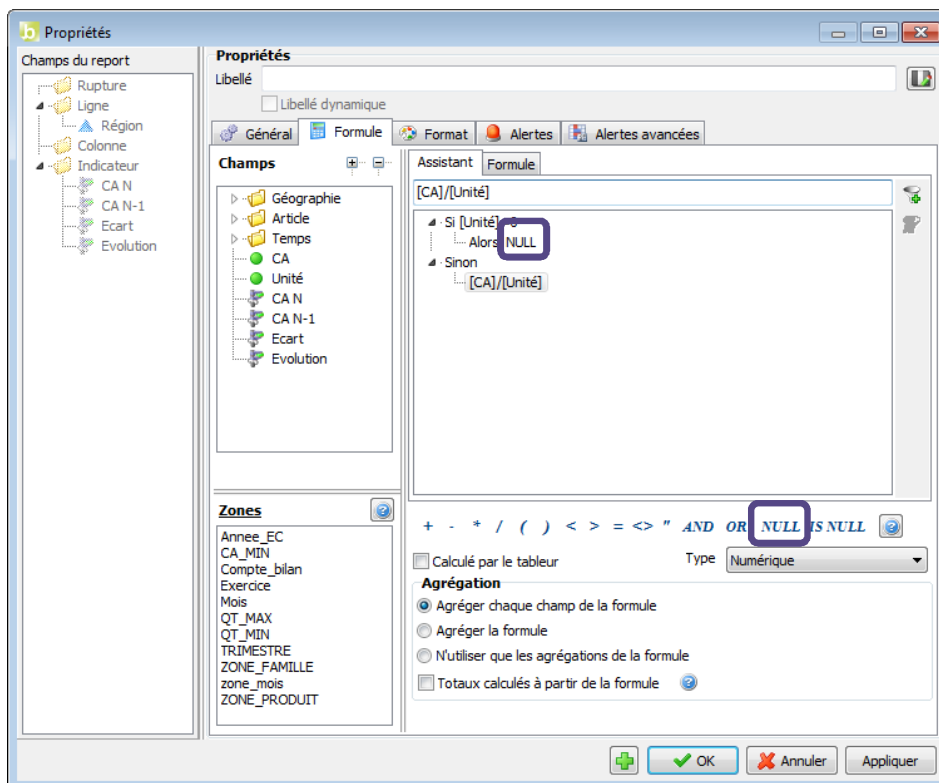 Propriétés
Champs du report
Rupture
Ligne
Région
Colonne
Indicateur
CA N
CA N-1
Ecart
Evolution
Propriétés
Libellé
Libellé dynamique
Général Formule Format Alertes Alertes avancées
Champs
Géographie
Article
Temps
CA
Unité
CA N
CA N-1
Ecart
Evolution
Zones
Annee_EC
CA_MIN
Compte_bilan
Exercice
Mois
QT_MAX
QT_MIN
TRIMESTRE
ZONE_FAMILLE
zone_mois
ZONE_PRODUIT
Assistant Formule
[CA]/[Unité]
Si [Unité]
Alors NULL
Sinon
[CA]/[Unité]
+ - * / ( ) < > = <> " AND OR NULL IS NULL
Calculé par le tableur
Type Numérique
Agrégation
Agréger chaque champ de la formule
Agréger la formule
N'utiliser que les agrégations de la formule
Totaux calculés à partir de la formule
OK Annuler Appliquer